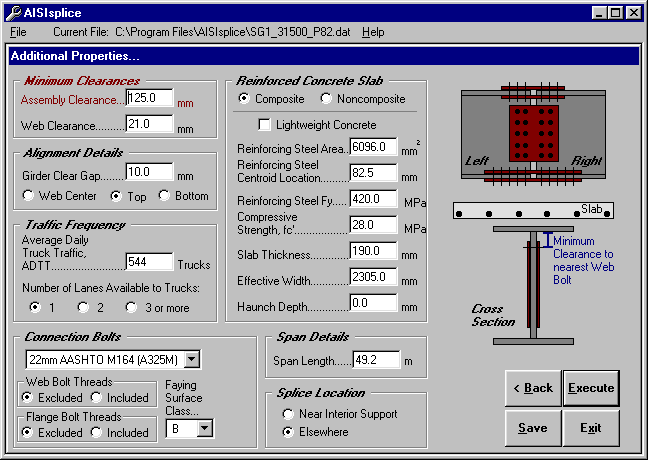 AISIsplice
File Current File: C:\Program Files\AISIsplice\SG1_31500_P82.dat Help
Additional Properties...
Minimum Clearances
Assembly Clearance... 125.0 mm
Web Clearance.......... 21.0 mm
Alignment Details
Girder Clear Gap....... 10.0 mm
Web Center Top Bottom
Traffic Frequency
Average Daily
Truck Traffic,
ADTT.................. 544 Trucks
Number of Lanes Available to Trucks:
1 2 3 or more
Reinforced Concrete Slab
Composite Noncomposite
Lightweight Concrete
Reinforcing Steel Area.. 6096.0 mm2
Reinforcing Steel
Centroid Location........ 82.5 mm
Reinforcing Steel Fy..... 420.0 MPa
Compressive
Strength, fc'............... 28.0 MPa
Slab Thickness........... 190.0 mm
Effective Width........... 2305.0 mm
Haunch Depth............ 0.0 mm
Left Right
Slab
Minimum
Clearance to
nearest Web
Bolt
Cross
Section
Connection Bolts
22mm AASHTO M164 (A325M)
Web Bolt Threads
Excluded Included
Flange Bolt Threads
Excluded Included
Faying
Surface
Class...
B
Span Details
Span Length...... 49.2 m
Splice Location
Near Interior Support
Elsewhere
< Back Execute
Save Exit